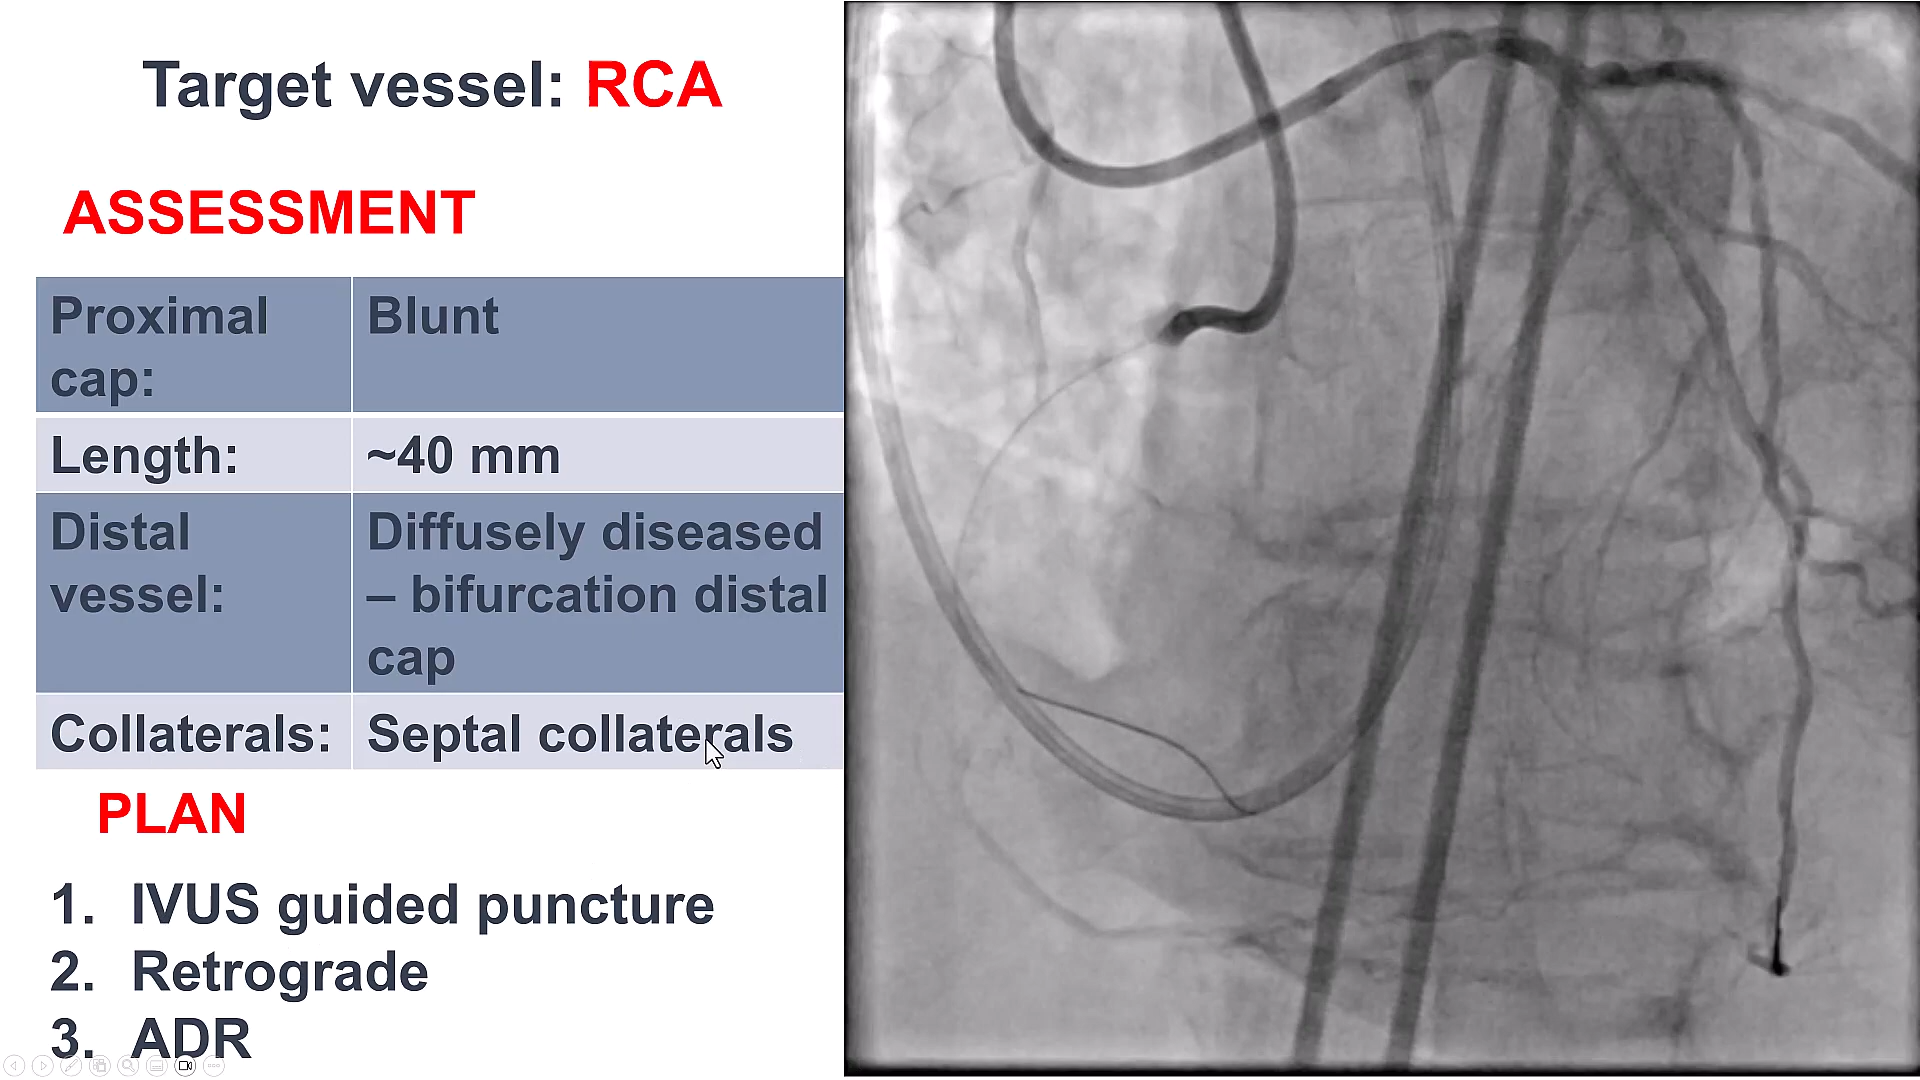 Target vessel: RCA
ASSESSMENT
Proximal
cap:
Blunt
Length:
~40 mm
Distal
vessel:
Diffusely diseased
– bifurcation distal
cap
Collaterals:
Septal collaterals
PLAN
1. IVUS guided puncture
2. Retrograde
3. ADR